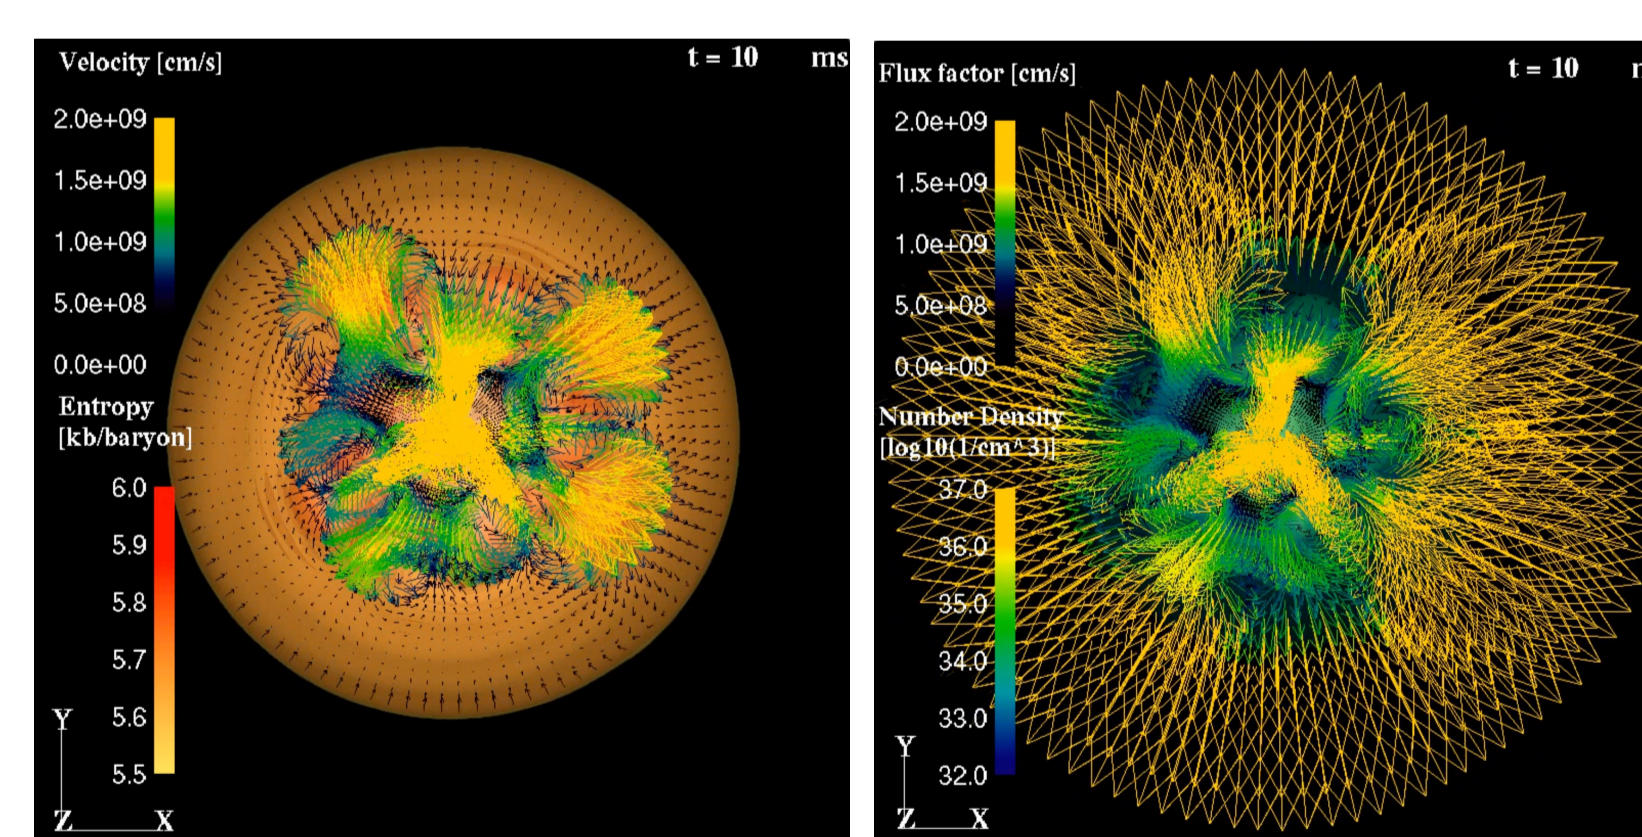 Velocity [cm/s]
t = 10 ms
2.0e+09
1.5e+09
1.0e+09
5.0e+08
0.0e+00
Entropy
[kb/baryon]
6.0
5.9
5.8
5.7
5.6
5.5
Y
Z X
Flux factor [cm/s]
t = 10
2.0e+09
1.5e+09
1.0e+09
5.0e+08
0.0e+00
Number Density
[log10(1/cm^3)]
37.0
36.0
35.0
34.0
33.0
32.0
Y
Z X